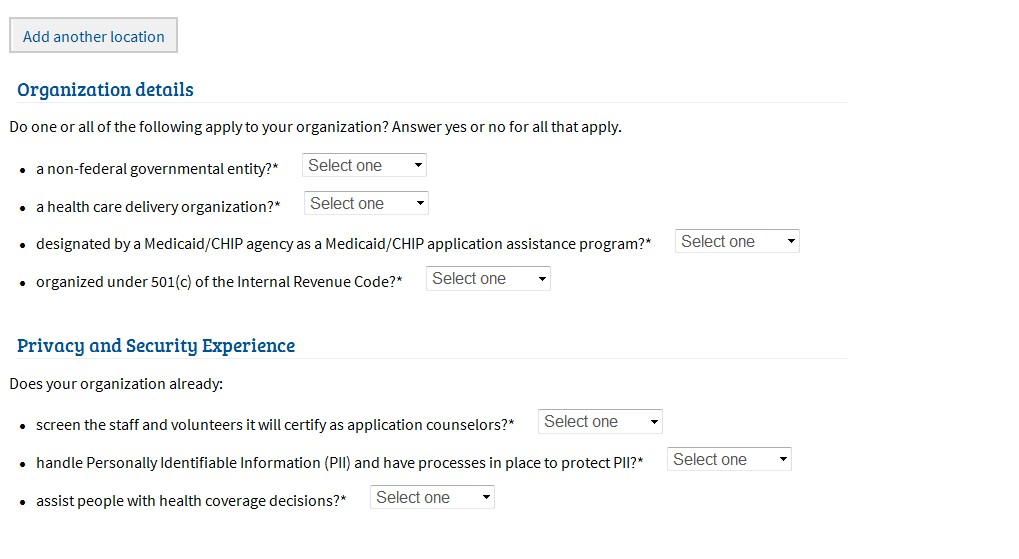 Add another location
Organization details
Do one or all of the following apply to your organization? Answer yes or no for all that apply.
• a non-federal governmental entity?* Select one
• a health care delivery organization?* Select one
• designated by a Medicaid/CHIP agency as a Medicaid/CHIP application assistance program?* Select one
• organized under 501(c) of the Internal Revenue Code?* Select one
Privacy and Security Experience
Does your organization already:
• screen the staff and volunteers it will certify as application counselors?* Select one
• handle Personally Identifiable Information (PII) and have processes in place to protect PII?* Select one
• assist people with health coverage decisions?* Select one